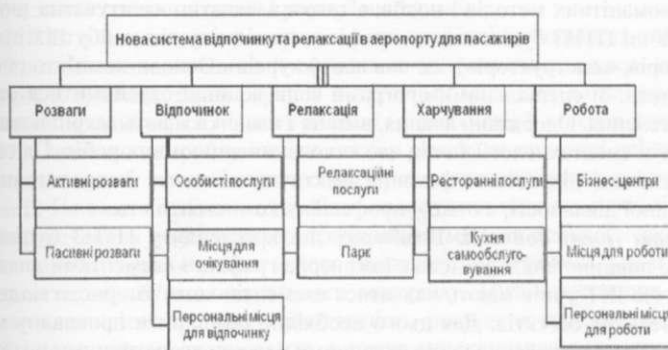 Нова система відпочинку та релаксації в аеропорту для пасажирів
Розваги Відпочинок Релаксація Харчування Робота
Активні розваги Особисті послуги Релаксаційні послуги Ресторанні послуги Бізнес-центри
Пасивні розваги Місця для очікування Парк Кухня самообслуго- вування Місця для роботи
Персональні місця для відпочинку Персональні місця для роботи